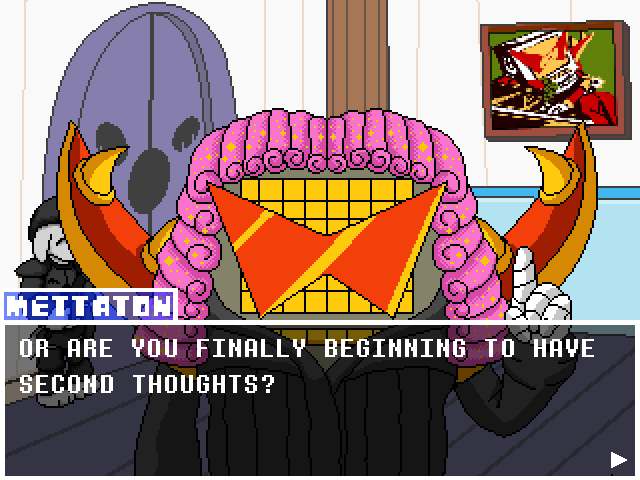 METTATON
OR ARE YOU FINALLY BEGINNING TO HAVE
SECOND THOUGHTS?